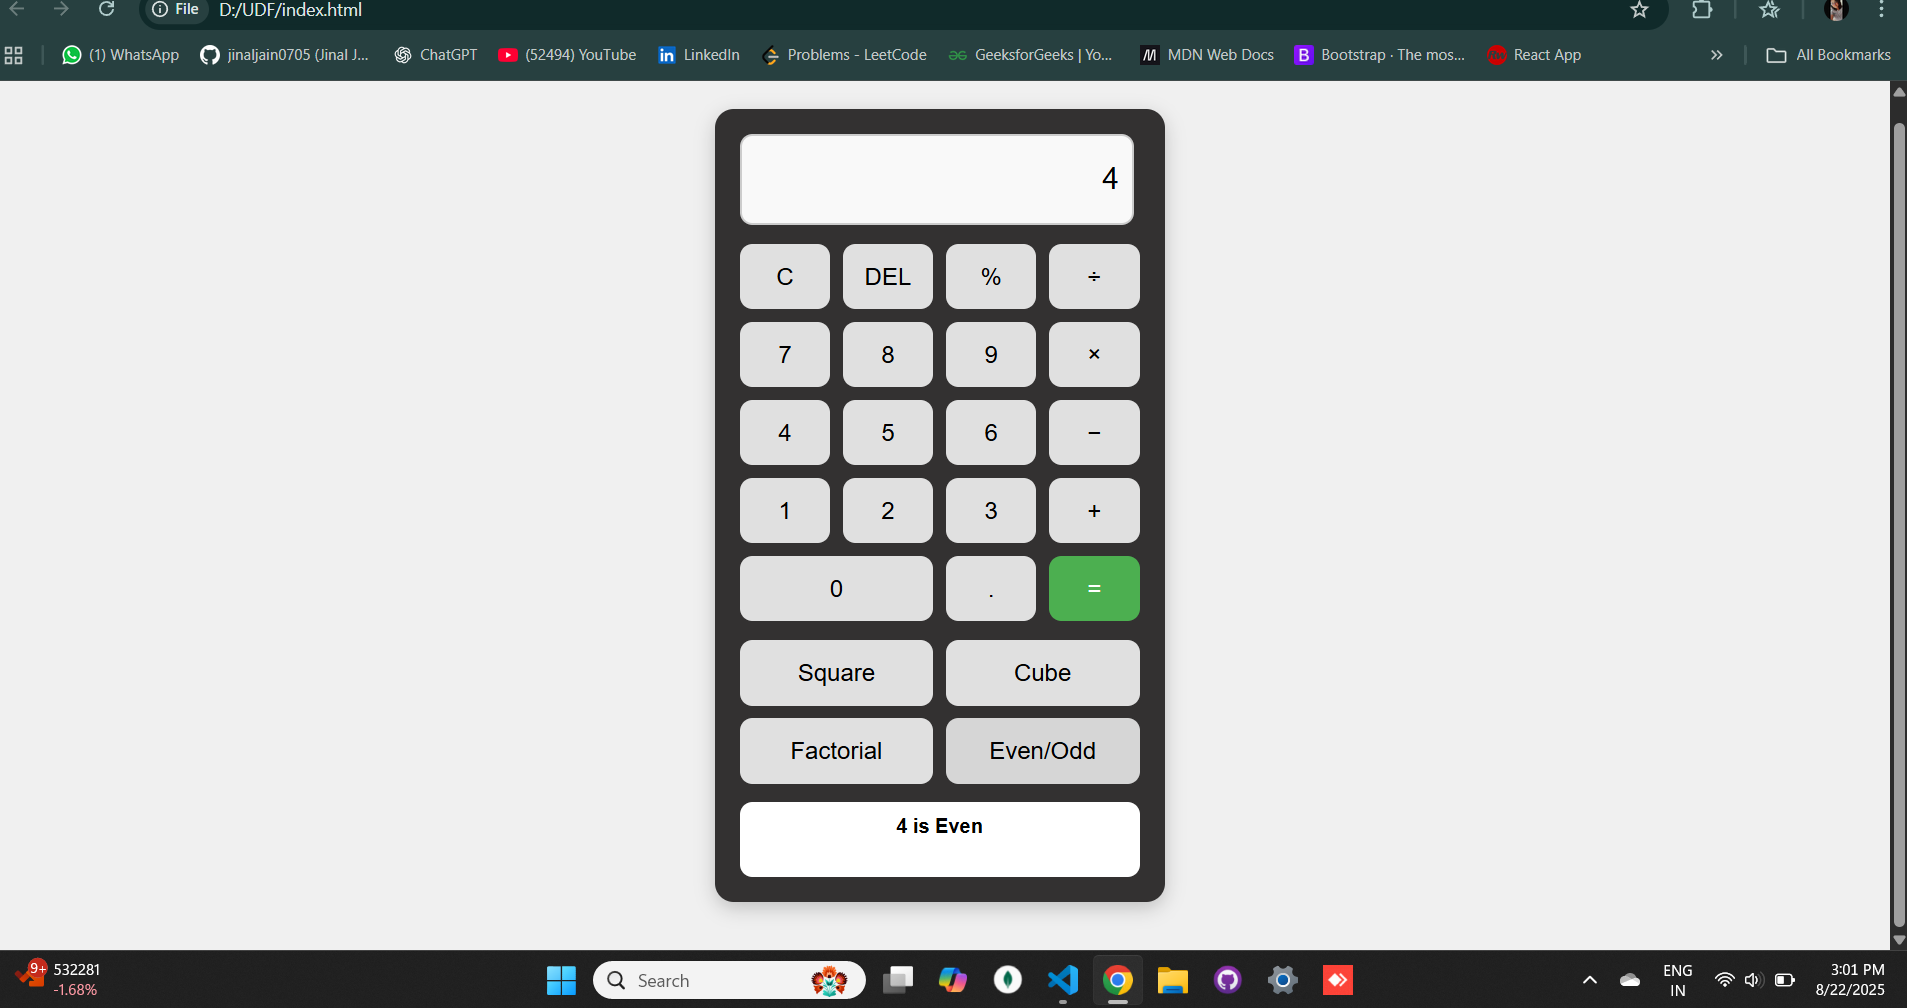 File D:/UDF/index.html
(1) WhatsApp jinaljain0705 (Jinal J... ChatGPT (52494) YouTube LinkedIn Problems - LeetCode GeeksforGeeks | Yo... MDN Web Docs B Bootstrap · The mos... React App » All Bookmarks
4
C DEL % ÷
7 8 9 ×
4 5 6 −
1 2 3 +
0 . =
Square Cube
Factorial Even/Odd
4 is Even
9+ 532281
-1.68%
Search
ENG
IN
3:01 PM
8/22/2025